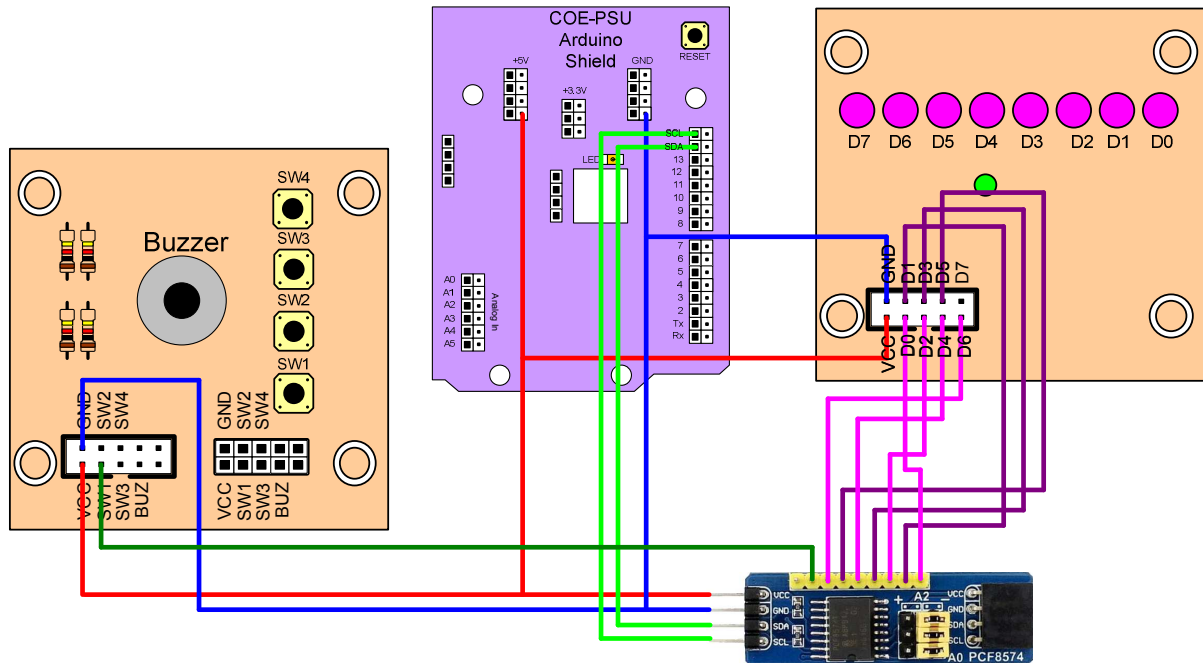 COE-PSU
Arduino
Shield
RESET
+5V
GND
+3.3V
SCL
SDA
LED
13
12
11
10
9
8
7
6
5
4
3
2
Tx
Rx
A0
A1
A2
A3
A4
A5
Analog In
D7 D6 D5 D4 D3 D2 D1 D0
GND D1 D3 D5 D7
VCC D0 D2 D4 D6
Buzzer
SW4
SW3
SW2
SW1
GND SW2 SW4
VCC SW1 SW3 BUZ
GND SW2 SW4
VCC SW1 SW3 BUZ
VCC
GND
SDA
SCL
A2
+ −
VCC
GND
SDA
SCL
A0 PCF8574